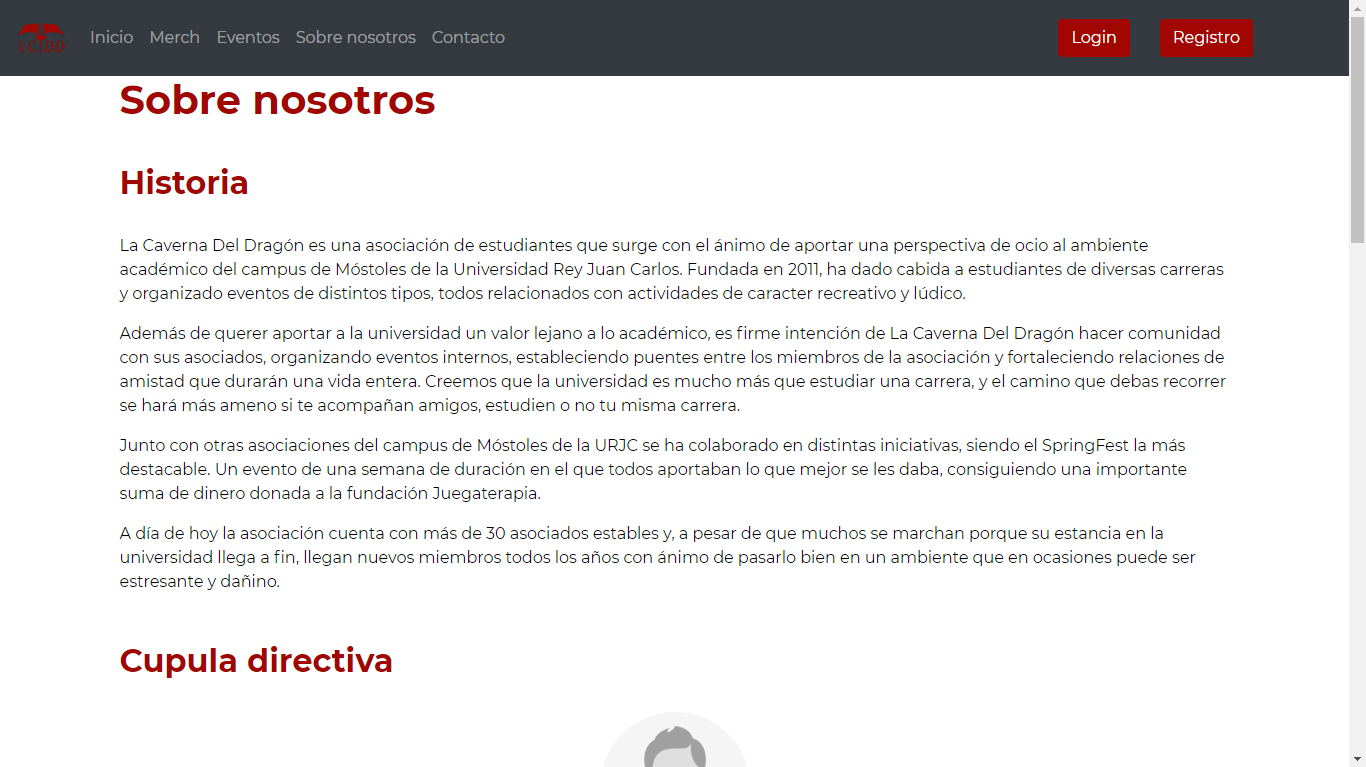 Inicio Merch Eventos Sobre nosotros Contacto Login Registro
Sobre nosotros
Historia
La Caverna Del Dragón es una asociación de estudiantes que surge con el ánimo de aportar una perspectiva de ocio al ambiente
académico del campus de Móstoles de la Universidad Rey Juan Carlos. Fundada en 2011, ha dado cabida a estudiantes de diversas carreras
y organizado eventos de distintos tipos, todos relacionados con actividades de caracter recreativo y lúdico.
Además de querer aportar a la universidad un valor lejano a lo académico, es firme intención de La Caverna Del Dragón hacer comunidad
con sus asociados, organizando eventos internos, estableciendo puentes entre los miembros de la asociación y fortaleciendo relaciones de
amistad que durarán una vida entera. Creemos que la universidad es mucho más que estudiar una carrera, y el camino que debas recorrer
se hará más ameno si te acompañan amigos, estudien o no tu misma carrera.
Junto con otras asociaciones del campus de Móstoles de la URJC se ha colaborado en distintas iniciativas, siendo el SpringFest la más
destacable. Un evento de una semana de duración en el que todos aportaban lo que mejor se les daba, consiguiendo una importante
suma de dinero donada a la fundación Juegaterapia.
A día de hoy la asociación cuenta con más de 30 asociados estables y, a pesar de que muchos se marchan porque su estancia en la
universidad llega a fin, llegan nuevos miembros todos los años con ánimo de pasarlo bien en un ambiente que en ocasiones puede ser
estresante y dañino.
Cupula directiva